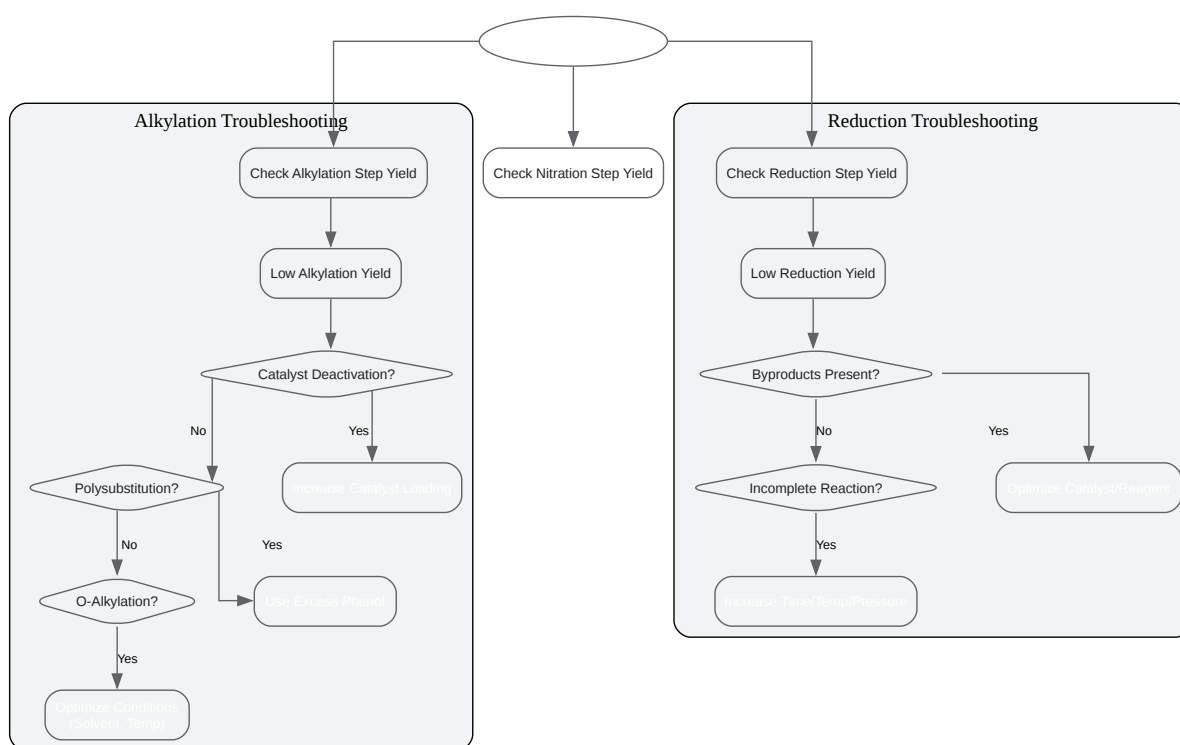 Alkylation Troubleshooting
Reduction Troubleshooting
Check Alkylation Step Yield
Check Nitration Step Yield
Check Reduction Step Yield
Low Alkylation Yield
Low Reduction Yield
Catalyst Deactivation?
Byproducts Present?
No
Yes
No
Yes
Polysubstitution?
Increase Catalyst Loading
Incomplete Reaction?
Optimize Catalyst/Reagent
No
Yes
Yes
O-Alkylation?
Use Excess Phenol
Increase Time/Temp/Pressure
Yes
Optimize Conditions
(Solvent, Temp)